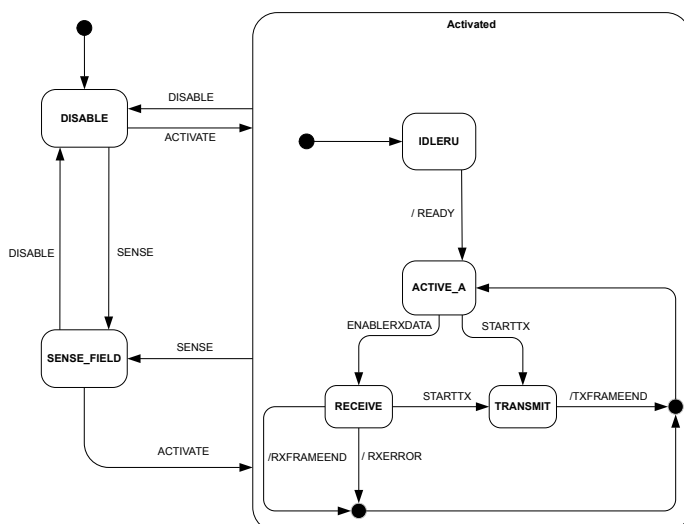 Activated
DISABLE
DISABLE
ACTIVATE
IDLERU
/ READY
DISABLE
SENSE
ACTIVE_A
ENABLERXDATA
STARTTX
SENSE
SENSE_FIELD
RECEIVE
STARTTX
TRANSMIT
/TXFRAMEEND
ACTIVATE
/RXFRAMEEND
/ RXERROR